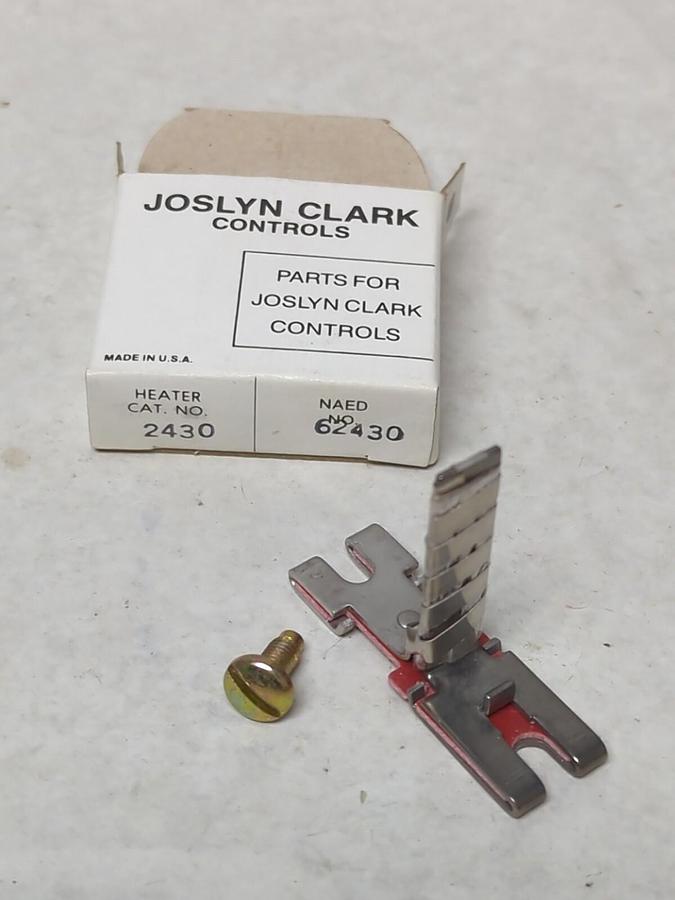 JOSLYN CLARK
CONTROLS
PARTS FOR
JOSLYN CLARK
CONTROLS
MADE IN U.S.A.
HEATER
CAT. NO.
2430
NAED
NO.
62430